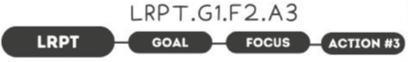 LRPT.G1.F2.A3
LRPT GOAL FOCUS ACTION #3